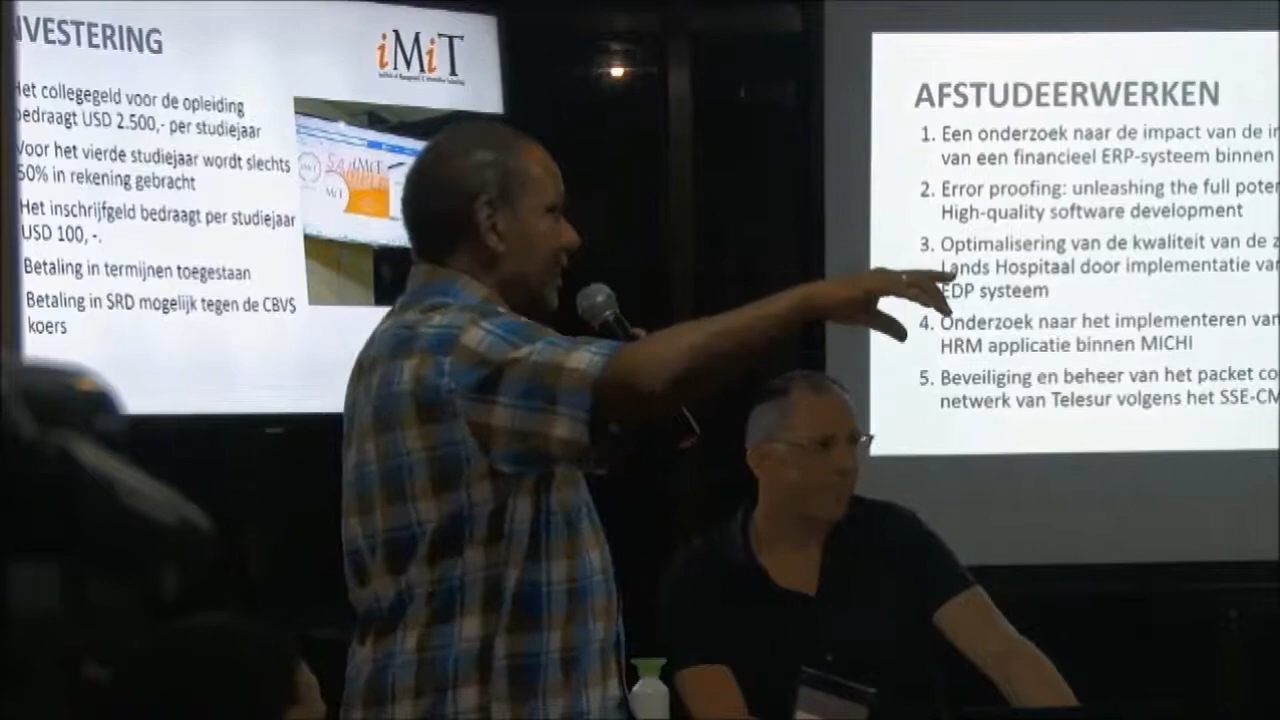 NVESTERING
iMiT
Het collegegeld voor de opleiding
bedraagt USD 2.500,- per studiejaar
Voor het vierde studiejaar wordt slechts
50% in rekening gebracht
Het inschrijfgeld bedraagt per studiejaar
USD 100, -.
Betaling in termijnen toegestaan
Betaling in SRD mogelijk tegen de CBVS
koers
AFSTUDEERWERKEN
1. Een onderzoek naar de impact van de
van een financieel ERP-systeem binnen
2. Error proofing: unleashing the full
High-quality software development
3. Optimalisering van de kwaliteit van de
Lands Hospitaal door implementatie
EDP systeem
4. Onderzoek naar het implementeren
HRM applicatie binnen MICHI
5. Beveiliging en beheer van het packet
netwerk van Telesur volgens het